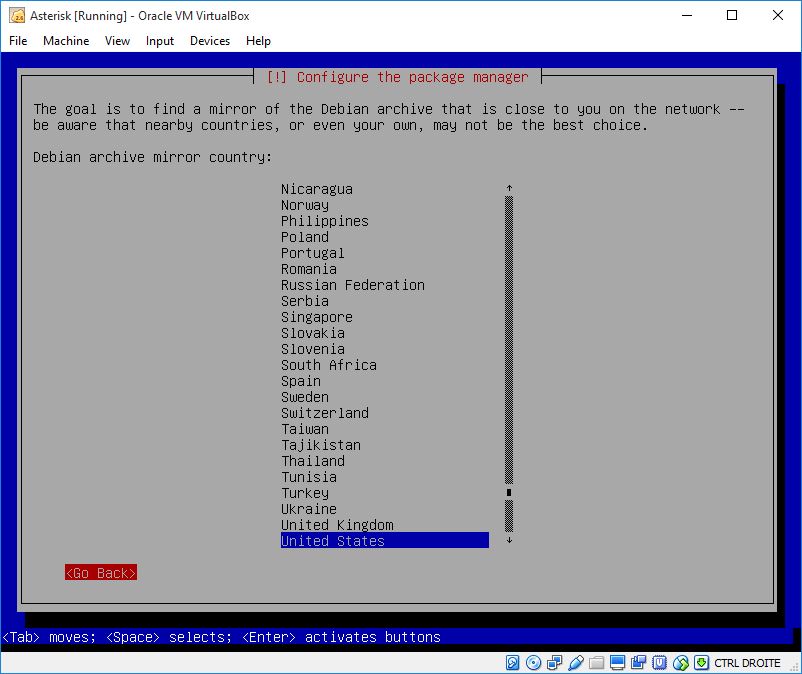 Asterisk [Running] - Oracle VM VirtualBox
File Machine View Input Devices Help
[!] Configure the package manager
The goal is to find a mirror of the Debian archive that is close to you on the network --
be aware that nearby countries, or even your own, may not be the best choice.
Debian archive mirror country:
Nicaragua
Norway
Philippines
Poland
Portugal
Romania
Russian Federation
Serbia
Singapore
Slovakia
Slovenia
South Africa
Spain
Sweden
Switzerland
Taiwan
Tajikistan
Thailand
Tunisia
Turkey
Ukraine
United Kingdom
United States
<Go Back>
<Tab> moves; <Space> selects; <Enter> activates buttons
CTRL DROITE